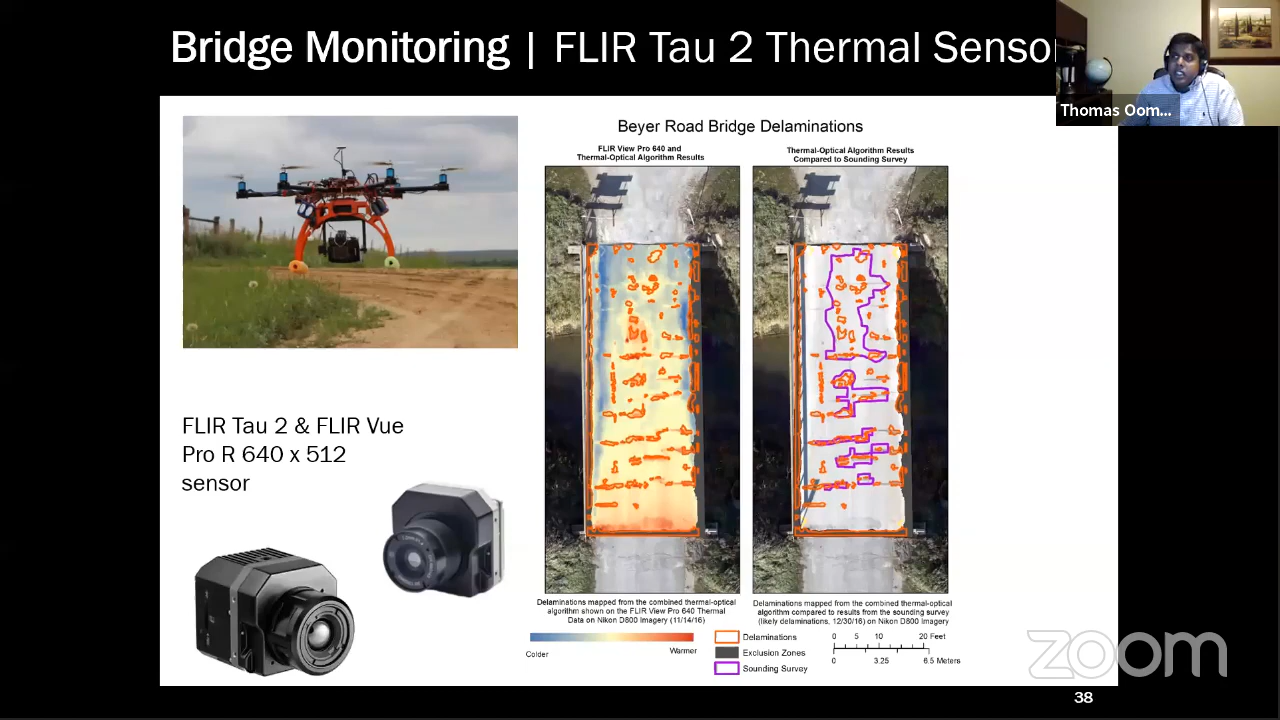 Bridge Monitoring | FLIR Tau 2 Thermal Sensor
Thomas Oom...
Beyer Road Bridge Delaminations
FLIR View Pro 640 and
Thermal-Optical Algorithm Results
Thermal-Optical Algorithm Results
Compared to Sounding Survey
FLIR Tau 2 & FLIR Vue
Pro R 640 x 512
sensor
Delaminations mapped from the combined thermal-optical
algorithm shown on the FLIR View Pro 640 Thermal
Data on Nikon D800 Imagery (11/14/16)
Delaminations mapped from the combined thermal-optical
algorithm compared to results from the sounding survey
(likely delaminations, 12/30/16) on Nikon D800 Imagery
Colder
Warmer
Delaminations
Exclusion Zones
Sounding Survey
0 5 10 20 Feet
0 3.25 6.5 Meters
zoom
38